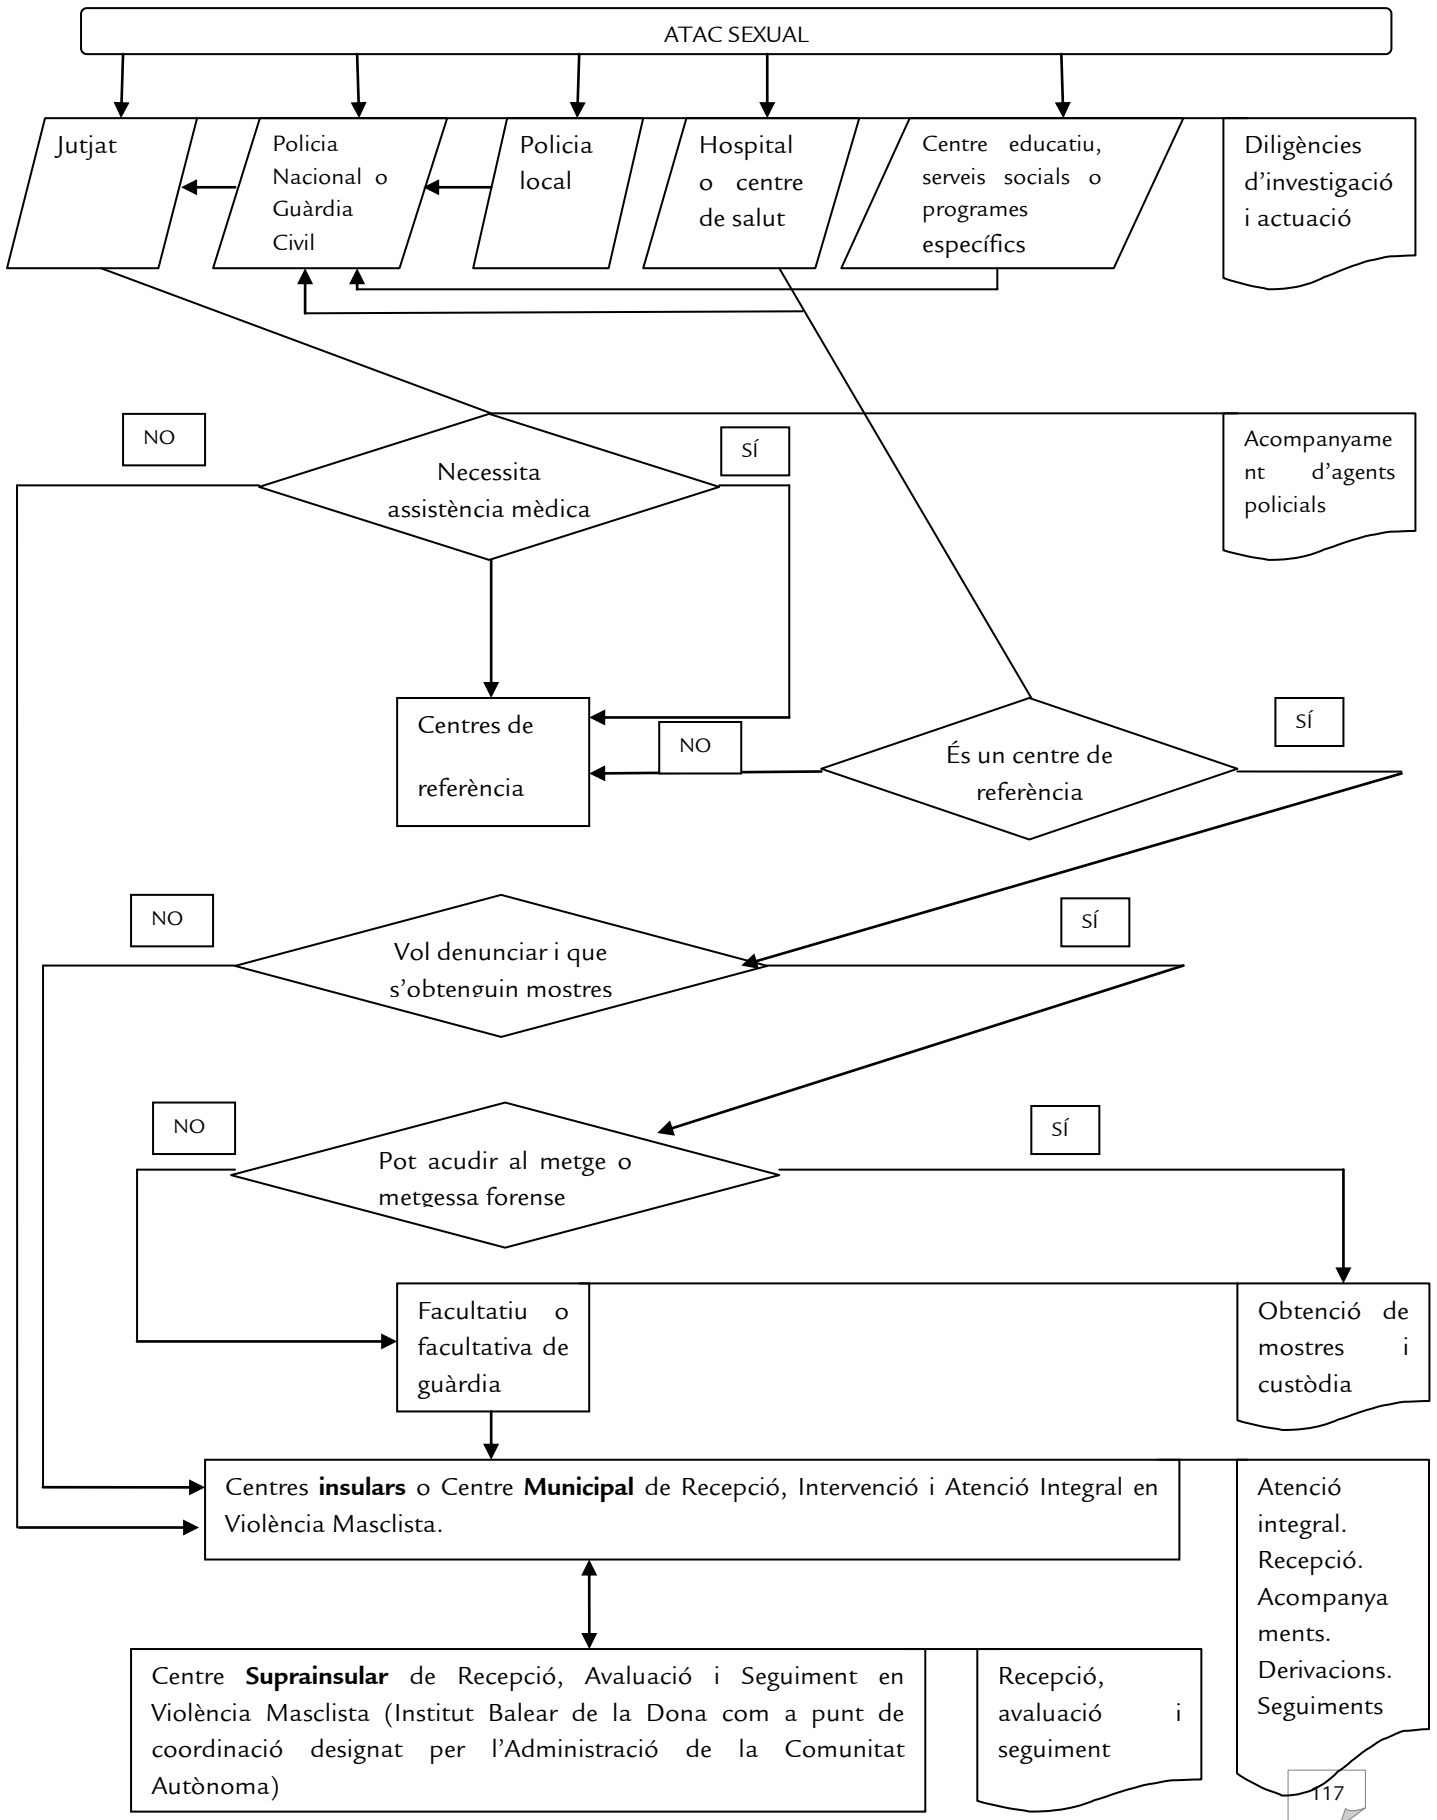 ATAC SEXUAL
Jutjat
Policia
Nacional o
Guàrdia
Civil
Policia
local
Hospital
o centre
de salut
Centre educatiu,
serveis socials o
programes
específics
Diligències
d'investigació
i actuació
NO
SÍ
Necessita
assistència mèdica
Acompanyame
nt d'agents
policials
Centres de
referència
NO
És un centre de
referència
SÍ
NO
Vol denunciar i que
s'obtenguin mostres
SÍ
NO
Pot acudir al metge o
metgessa forense
SÍ
Facultatiu o
facultativa de
guàrdia
Obtenció de
mostres i
custòdia
Centres insulars o Centre Municipal de Recepció, Intervenció i Atenció Integral en
Violència Masclista.
Atenció
integral.
Recepció.
Acompanya
ments.
Derivacions.
Seguiments
Centre Suprainsular de Recepció, Avaluació i Seguiment en
Violència Masclista (Institut Balear de la Dona com a punt de
coordinació designat per l'Administració de la Comunitat
Autònoma)
Recepció,
avaluació i
seguiment
117